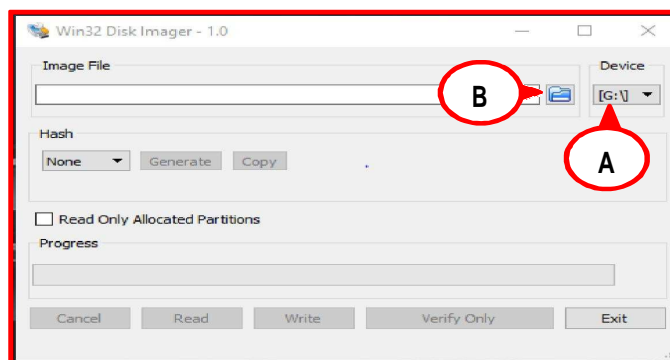 Win32 Disk Imager - 1.0
Image File Device
B [G:\]
A
Hash
None Generate Copy
Read Only Allocated Partitions
Progress
Cancel Read Write Verify Only Exit